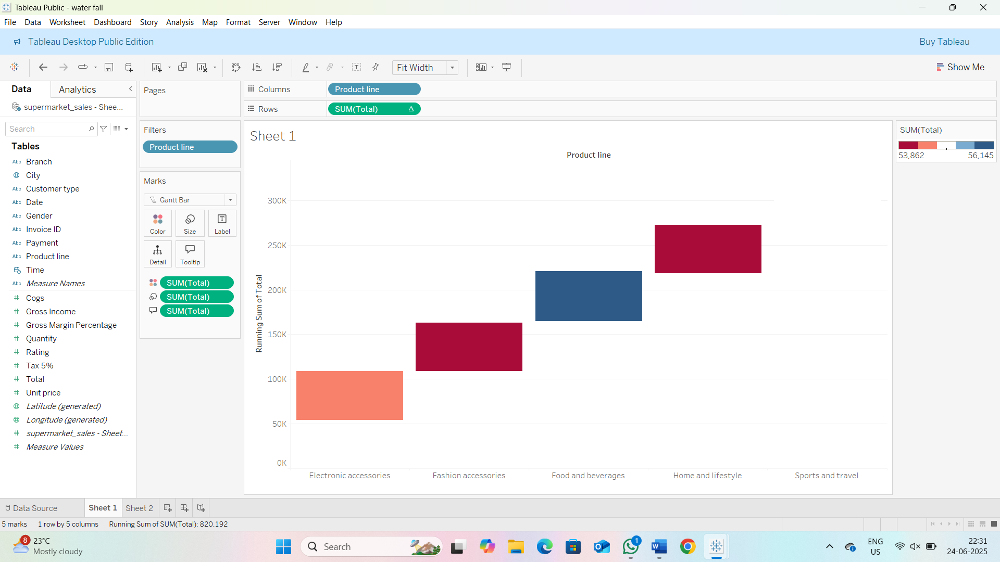 Tableau Public - water fall
File Data Worksheet Dashboard Story Analysis Map Format Server Window Help
Tableau Desktop Public Edition
Buy Tableau
Fit Width
Show Me
Data
Analytics
supermarket_sales - Shee...
Search
Tables
Abc Branch
City
Abc Customer type
Abc Date
Abc Gender
Abc Invoice ID
Abc Payment
Abc Product line
Time
Abc Measure Names
# Cogs
# Gross Income
# Gross Margin Percentage
# Quantity
# Rating
# Tax 5%
# Total
# Unit price
Latitude (generated)
Longitude (generated)
# supermarket_sales - Sheet...
# Measure Values
Pages
Filters
Product line
Marks
Gantt Bar
Color Size Label
Detail Tooltip
SUM(Total)
SUM(Total)
SUM(Total)
Columns Product line
Rows SUM(Total) Δ
Sheet 1
Product line
Running Sum of Total
300K
250K
200K
150K
100K
50K
0K
Electronic accessories Fashion accessories Food and beverages Home and lifestyle Sports and travel
SUM(Total)
53,862 56,145
Data Source Sheet 1 Sheet 2
5 marks 1 row by 5 columns Running Sum of SUM(Total): 820,192
8
23°C
Mostly cloudy
Search
1
ENG
US
22:31
24-06-2025